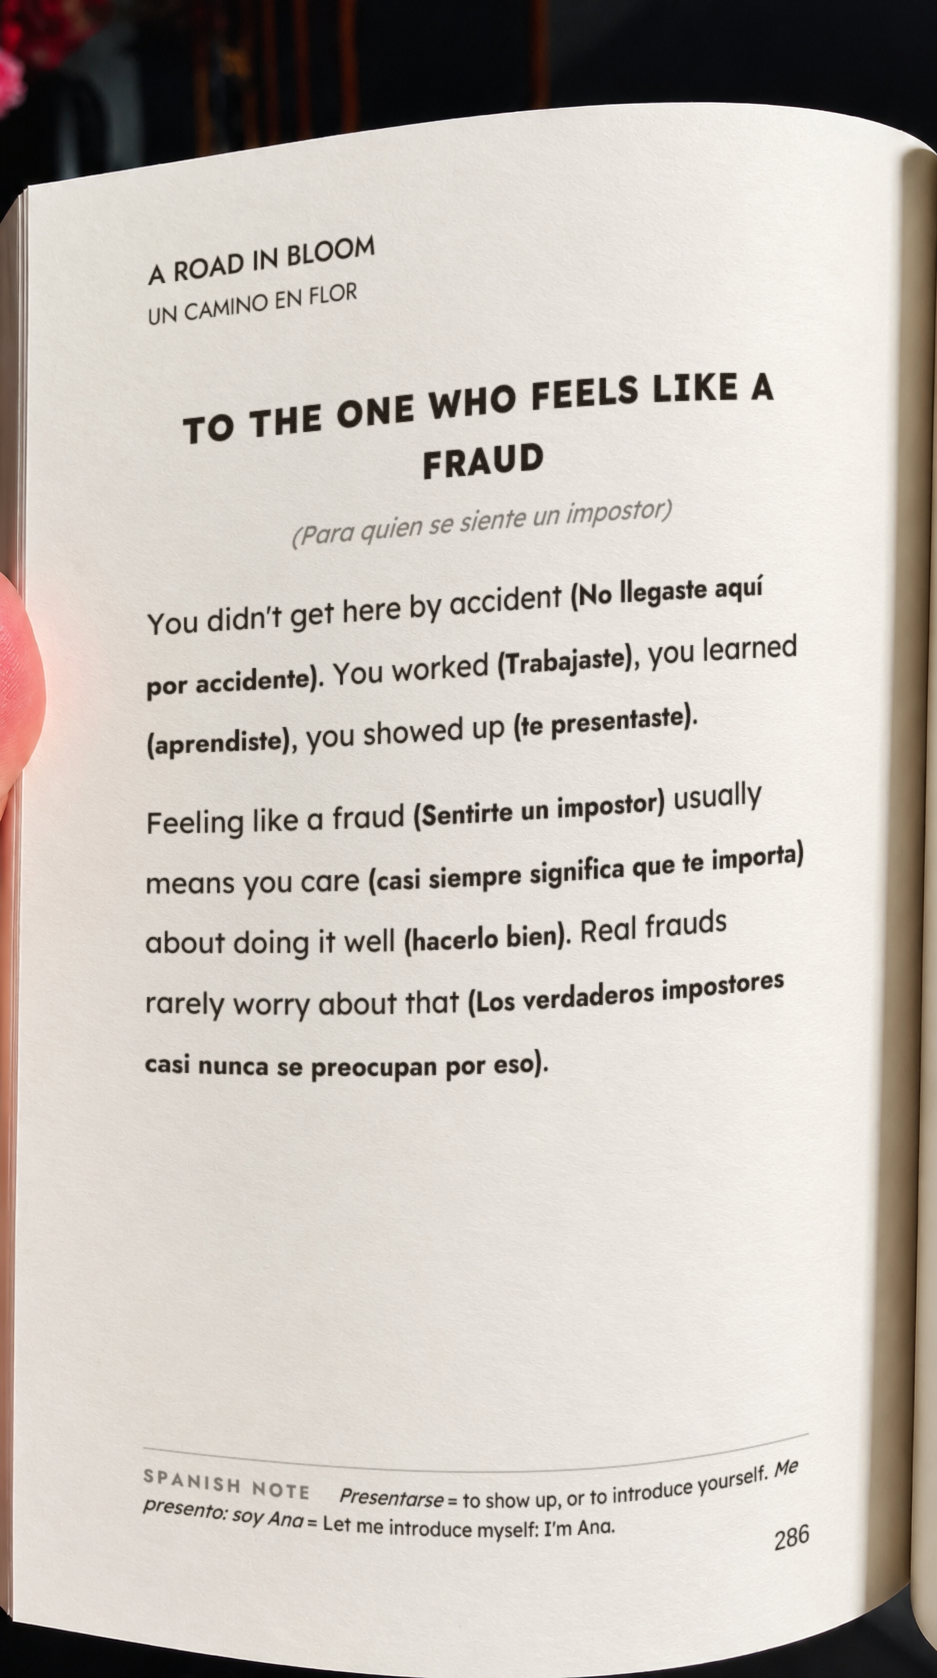 A ROAD IN BLOOM
UN CAMINO EN FLOR
TO THE ONE WHO FEELS LIKE A
FRAUD
(Para quien se siente un impostor)
You didn't get here by accident (No llegaste aquí
por accidente). You worked (Trabajaste), you learned
(aprendiste), you showed up (te presentaste).
Feeling like a fraud (Sentirte un impostor) usually
means you care (casi siempre significa que te importa)
about doing it well (hacerlo bien). Real frauds
rarely worry about that (Los verdaderos impostores
casi nunca se preocupan por eso).
SPANISH NOTE Presentarse = to show up, or to introduce yourself. Me
presento: soy Ana = Let me introduce myself: I'm Ana.
286